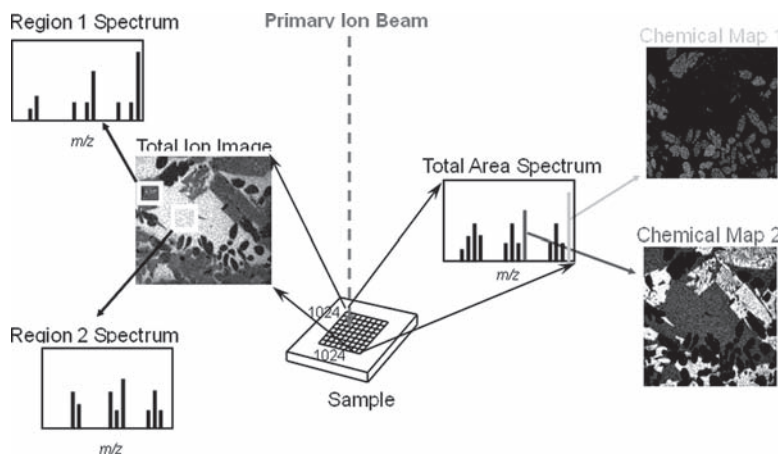 Region 1 Spectrum
m/z
Primary Ion Beam
Chemical Map 1
Total Ion Image
Total Area Spectrum
m/z
Chemical Map 2
1024
1024
Sample
Region 2 Spectrum
m/z